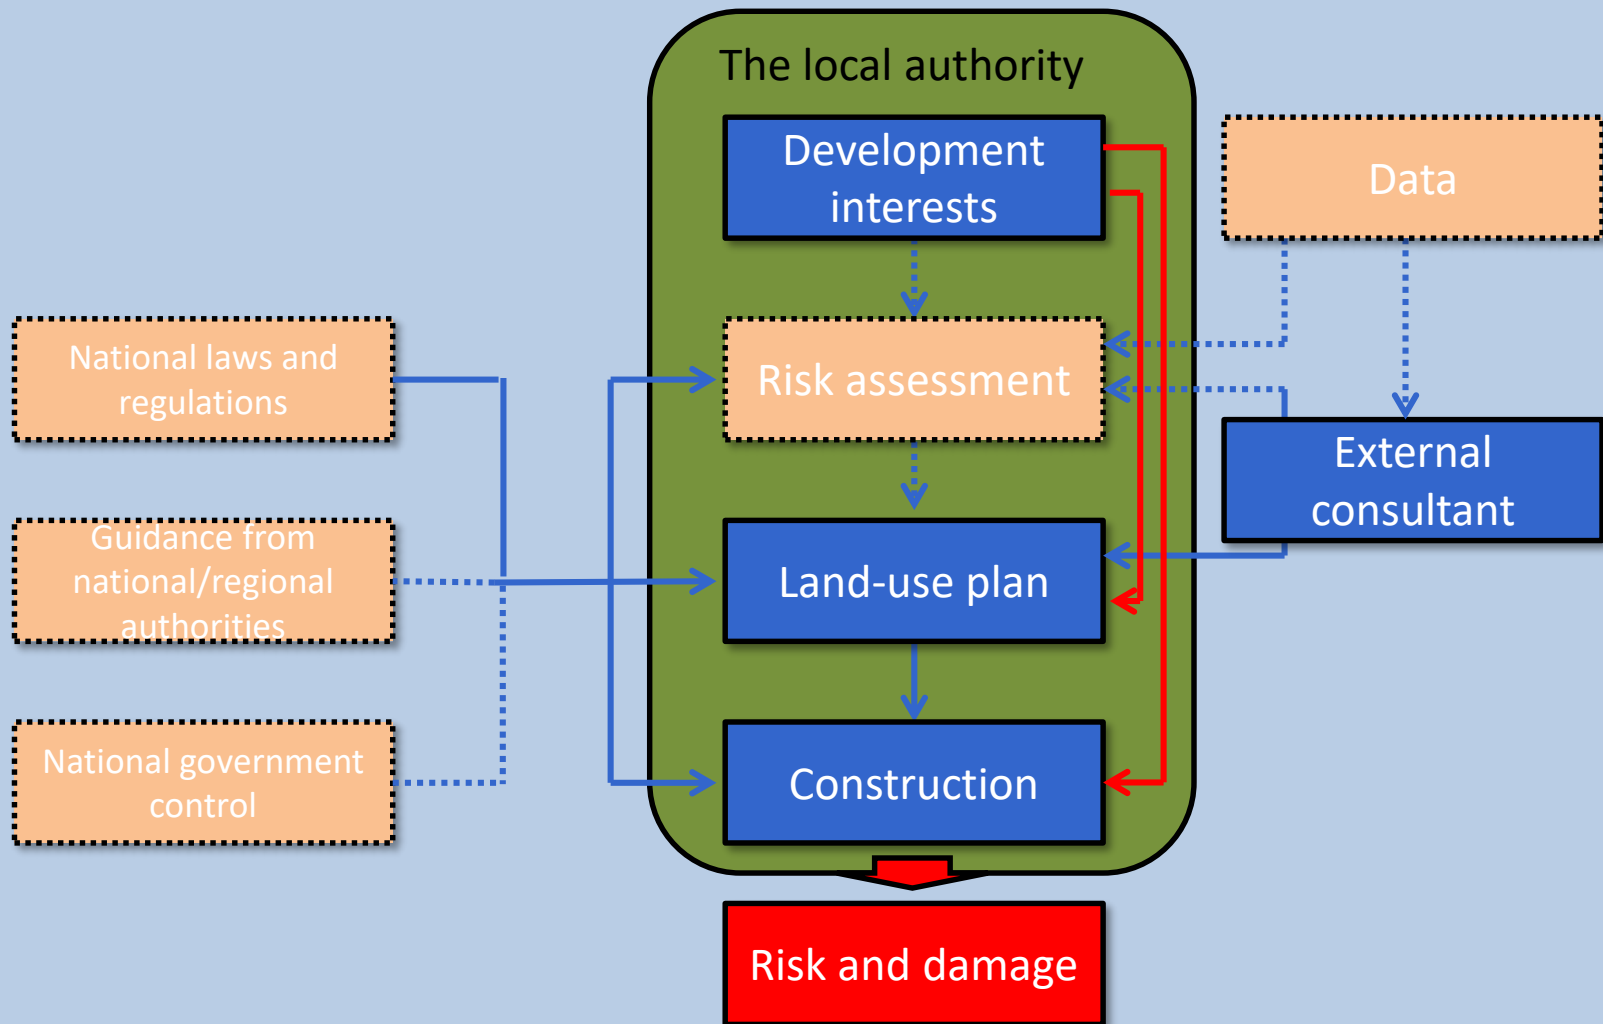 The local authority
Development
interests
Data
National laws and
regulations
Risk assessment
External
consultant
Guidance from
national/regional
authorities
Land-use plan
National government
control
Construction
Risk and damage